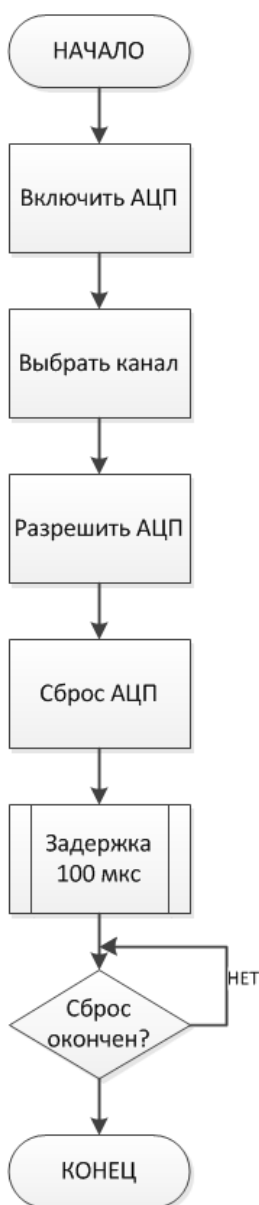 НАЧАЛО
Включить АЦП
Выбрать канал
Разрешить АЦП
Сброс АЦП
Задержка
100 мкс
НЕТ
Сброс
окончен?
КОНЕЦ